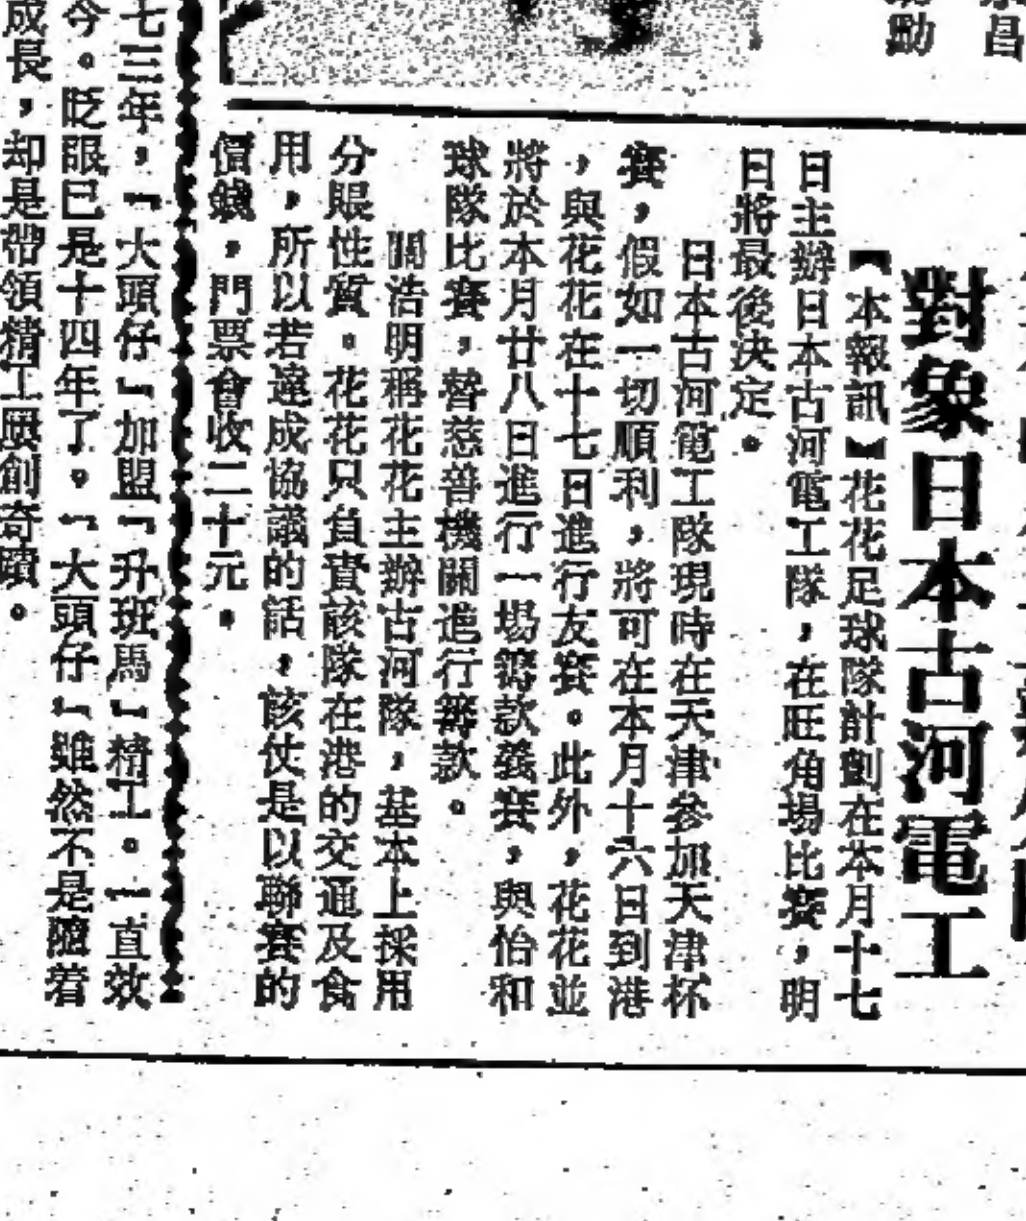 昌
勵
對象日本古河電工
【本報訊】花花足球隊計劃在本月十七
日主辦日本古河電工隊，在旺角場比賽，明
日將最後決定。
日本古河電工隊現時在天津參加天津杯
賽，假如一切順利，將可在本月十六日到港
，與花花在十七日進行友賽。此外，花花並
將於本月廿八日進行一場籌款義賽，與怡和
球隊比賽，替慈善機關進行籌款。
關浩明稱花花主辦古河隊，基本上採用
分賬性質。花花只負責該隊在港的交通及食
用，所以若達成協議的話，該仗是以聯賽的
價錢，門票會收二十元。
七三年，「大頭仔」加盟「升班馬」精工。一直效
今。眨眼已是十四年了。「大頭仔」雖然不是隨着
成長，却是帶領精工屢創奇蹟。